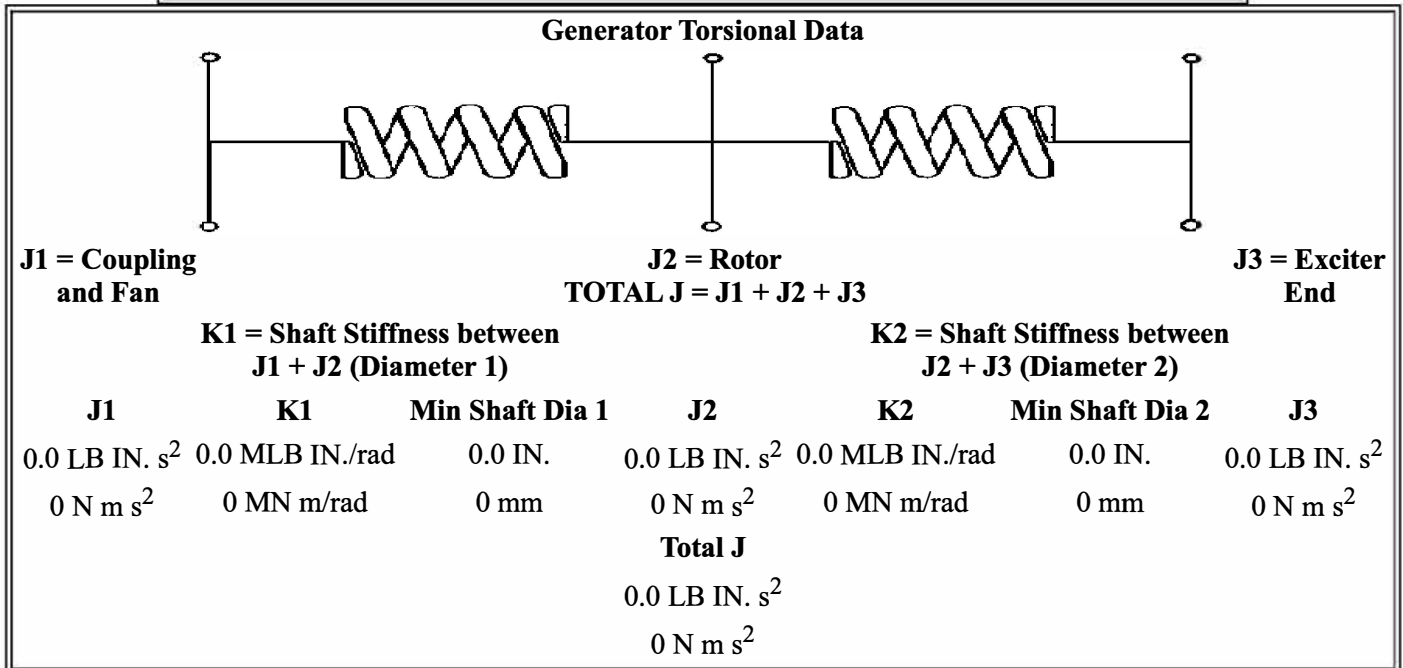 Generator Torsional Data
J1 = Coupling and Fan
J2 = Rotor
TOTAL J = J1 + J2 + J3
J3 = Exciter End
K1 = Shaft Stiffness between
J1 + J2 (Diameter 1)
K2 = Shaft Stiffness between
J2 + J3 (Diameter 2)
J1 K1 Min Shaft Dia 1 J2 K2 Min Shaft Dia 2 J3
0.0 LB IN. s² 0.0 MLB IN./rad 0.0 IN. 0.0 LB IN. s² 0.0 MLB IN./rad 0.0 IN. 0.0 LB IN. s²
0 N m s² 0 MN m/rad 0 mm 0 N m s² 0 MN m/rad 0 mm 0 N m s²
Total J
0.0 LB IN. s²
0 N m s²